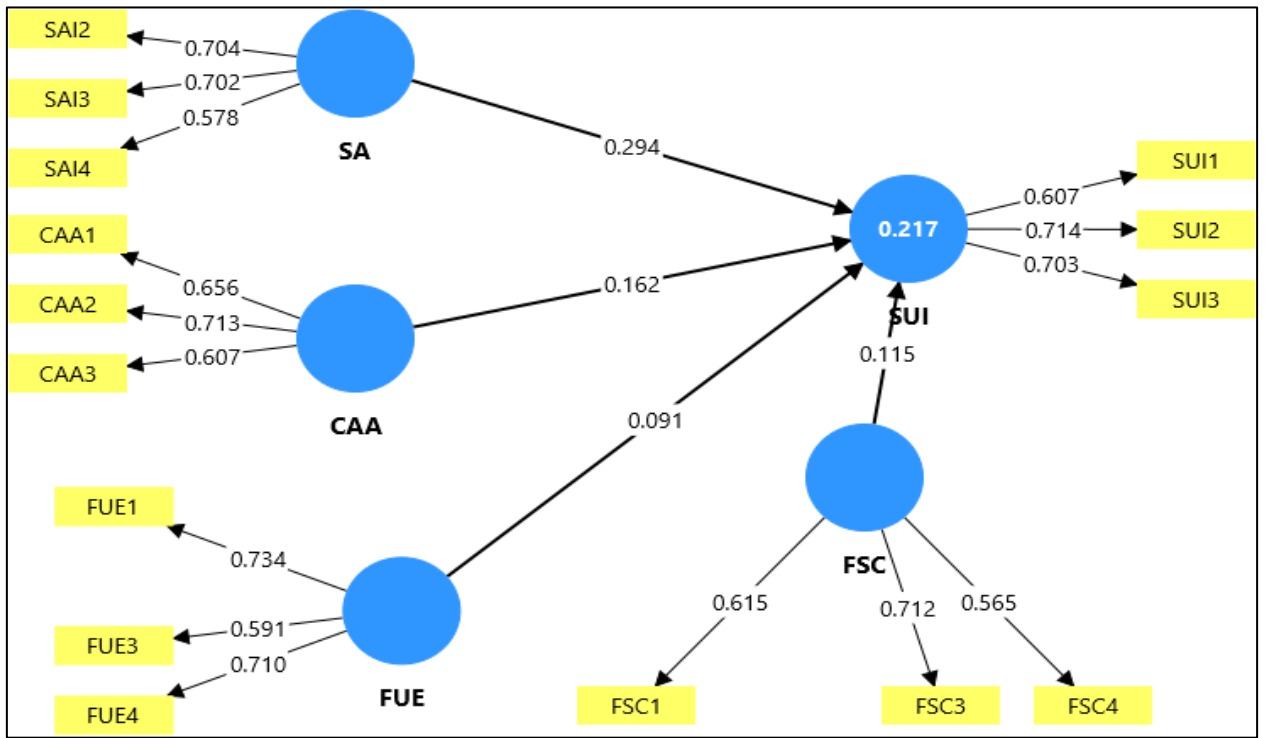 SAI2
0.704
SAI3
0.702
0.578
SAI4
SA
0.294
SUI1
0.607
SUI2
0.714
0.217
SUI3
0.703
SUI
CAA1
0.656
CAA2
0.713
CAA3
0.607
0.162
CAA
0.115
0.091
FUE1
0.734
FUE3
0.591
0.710
FUE4
FUE
FSC
0.615
0.712
0.565
FSC1
FSC3
FSC4